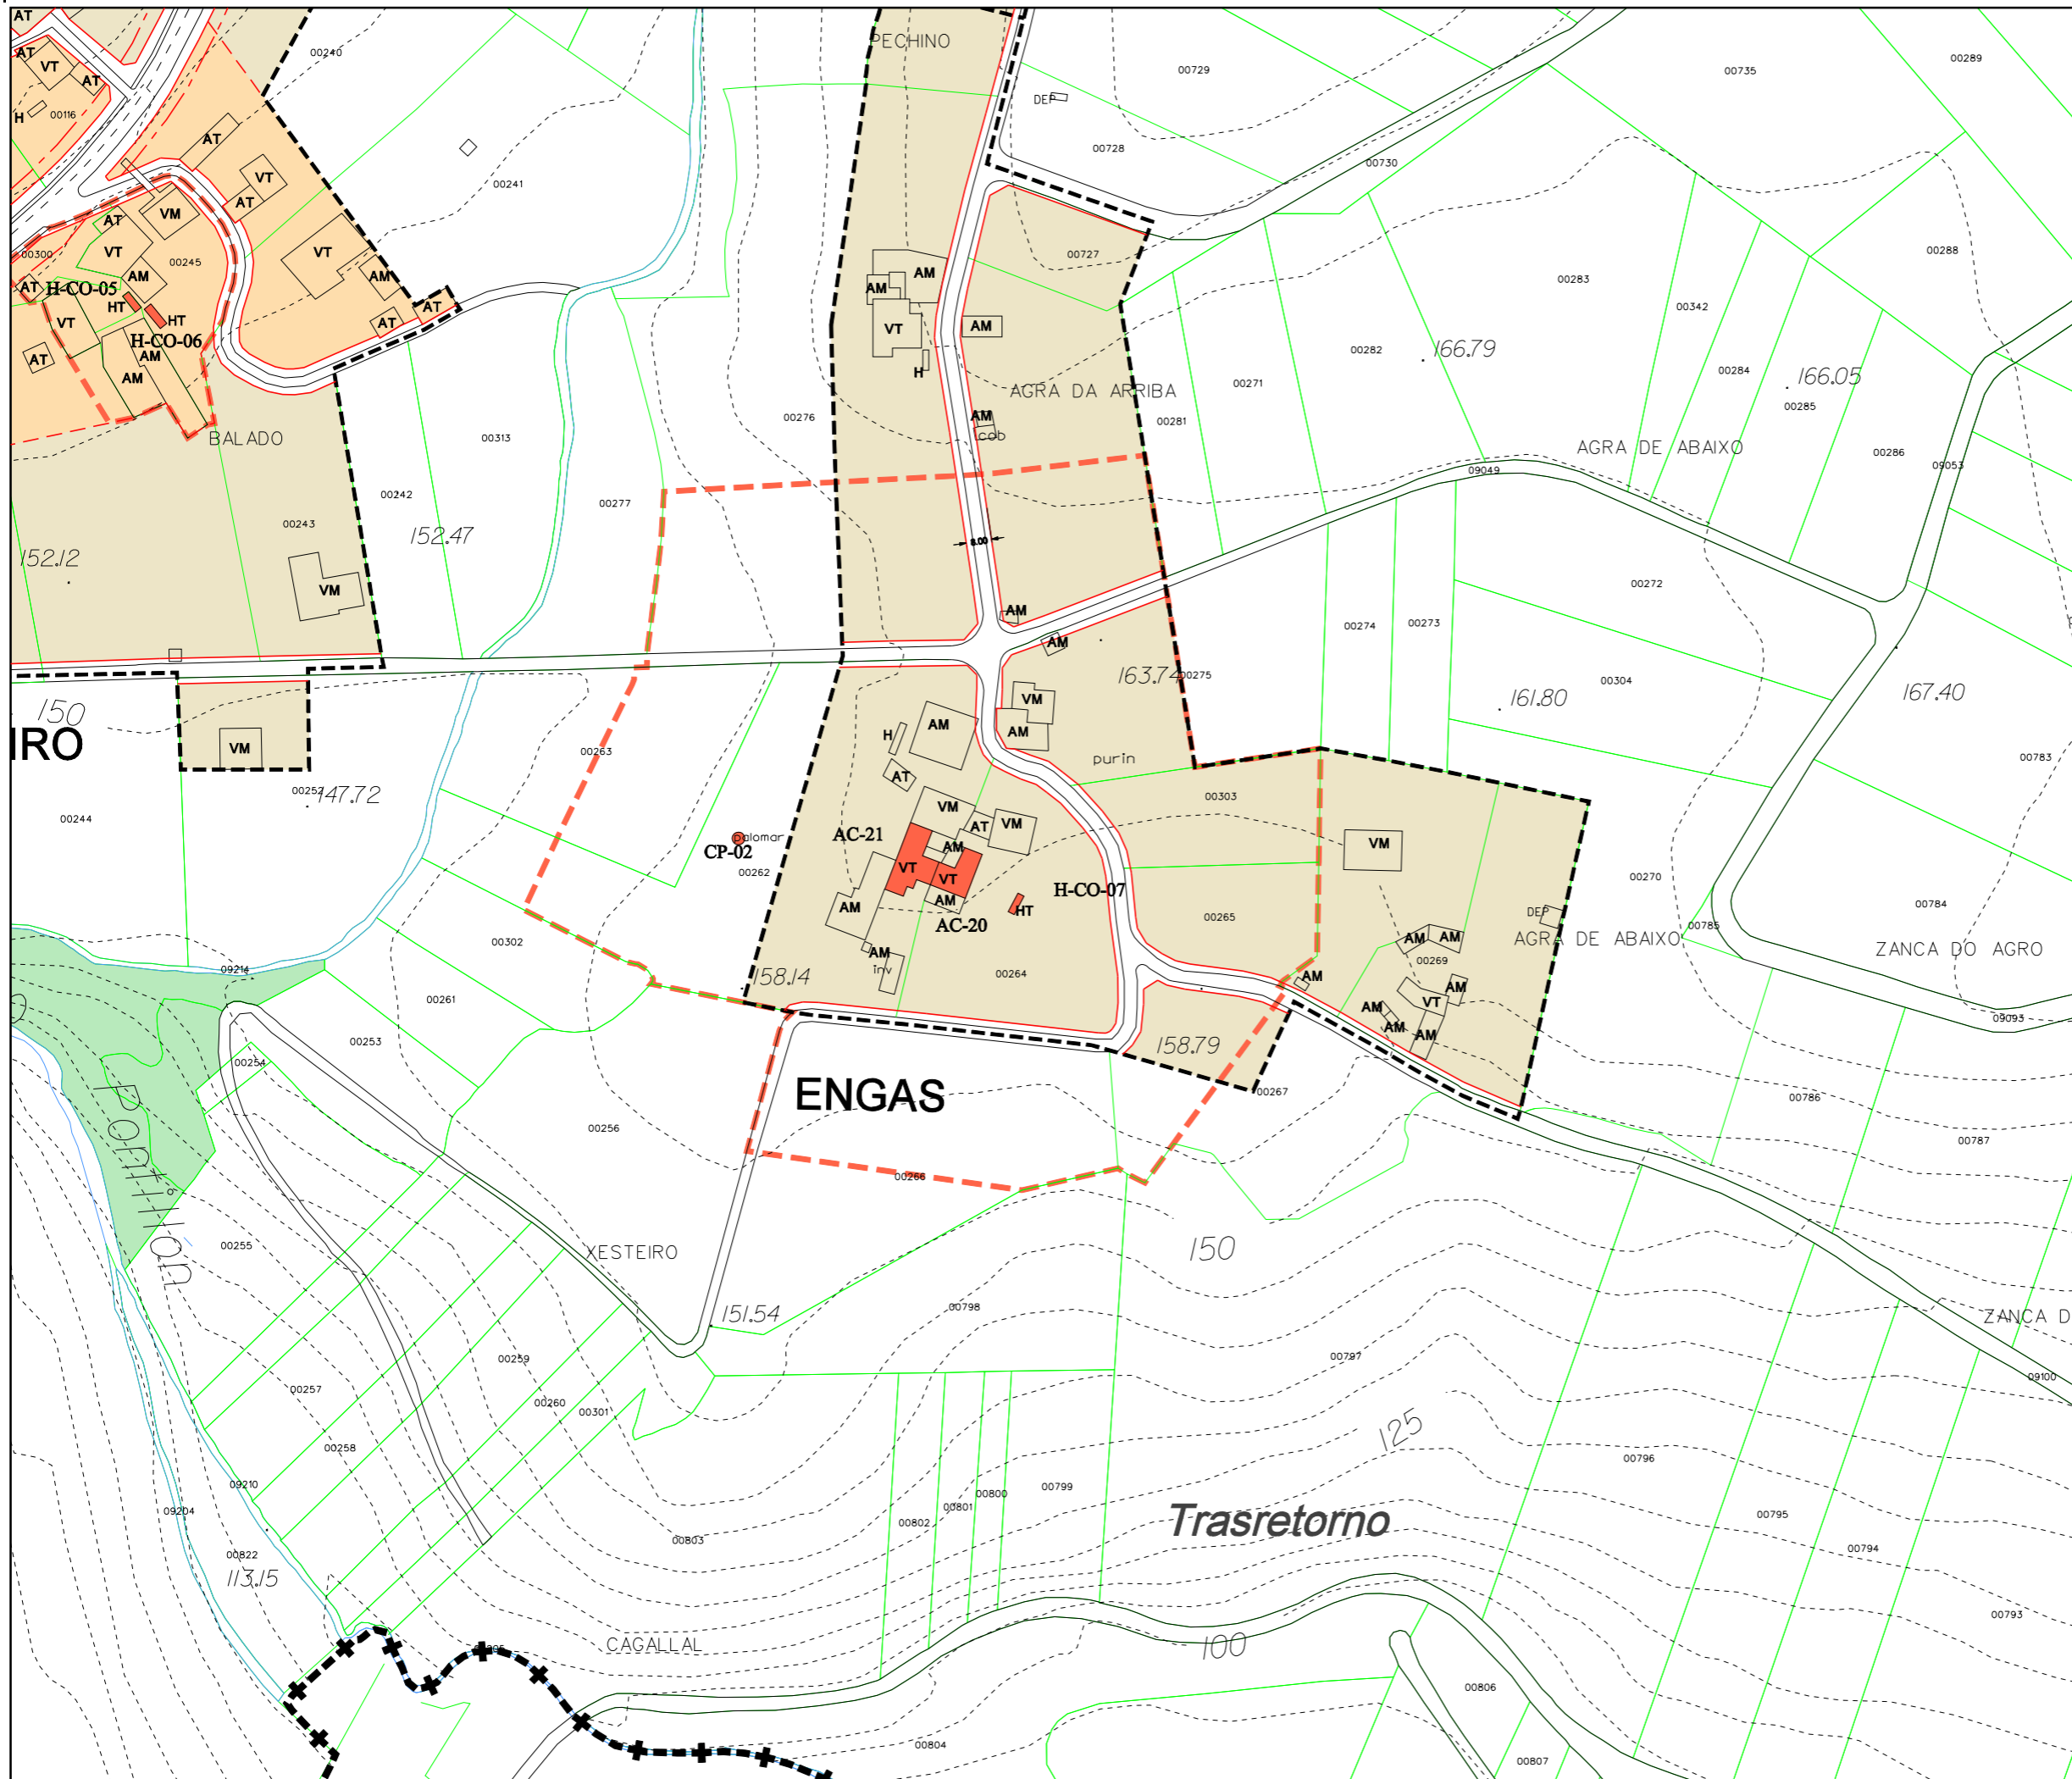 AT
PECHINO
00240
AT
VT
AT
H
00116
00729
00735
00289
DEP
00728
00730
AT
VT
AT
00241
VM
AT
VT
00300
00245
AM
VT
AM
AT
H-CO-05
HT
HT
VT
H-CO-06
AM
AT
AM
AT
AT
BALADO
00727
AM
AM
VT
AM
H
00283
00288
00342
00282
166.79
00284
166.05
00285
AGRA DA ARRIBA
00271
00276
AM
cob
00281
00313
AGRA DE ABAIXO
00286
09049
09053
00242
00277
00243
152.47
152.12
8.00
VM
AM
AM
00274
00273
00272
163.74
00275
161.80
00304
167.40
150
IRO
VM
VM
AM
AM
H
00263
purin
AT
00783
00252
147.72
00244
00303
VM
AT
VM
palomar
CP-02
00262
AC-21
AM
VT
VT
VM
H-CO-07
00270
AM
AM
HT
AC-20
00265
DEP
00784
00785
AGRA DE ABAIXO
ZANCA DO AGRO
AM
AM
00302
AM
inv
00269
09214
158.14
00264
AM
AM
VT
00261
AM
AM
AM
09093
00253
158.79
00254
ENGAS
00267
00786
00256
00787
Pontillón
00266
00255
XESTEIRO
150
151.54
00798
ZANCA D
00259
00797
00257
09100
00260
00301
125
00258
00796
09210
00799
00800
00801
09204
00802
Trasretorno
00795
00803
00794
00822
113.15
00793
CAGALLAL
100
00806
00804
00807